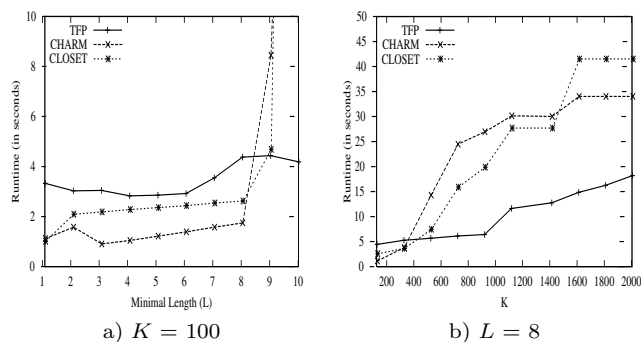 10
8
6
4
2
0
Runtime (in seconds)
TFP
CHARM
CLOSET
1 2 3 4 5 6 7 8 9 10
Minimal Length (L)
a) K = 100
50
45
40
35
30
25
20
15
10
5
0
Runtime (in seconds)
TFP
CHARM
CLOSET
200 400 600 800 1000 1200 1400 1600 1800 2000
K
b) L = 8